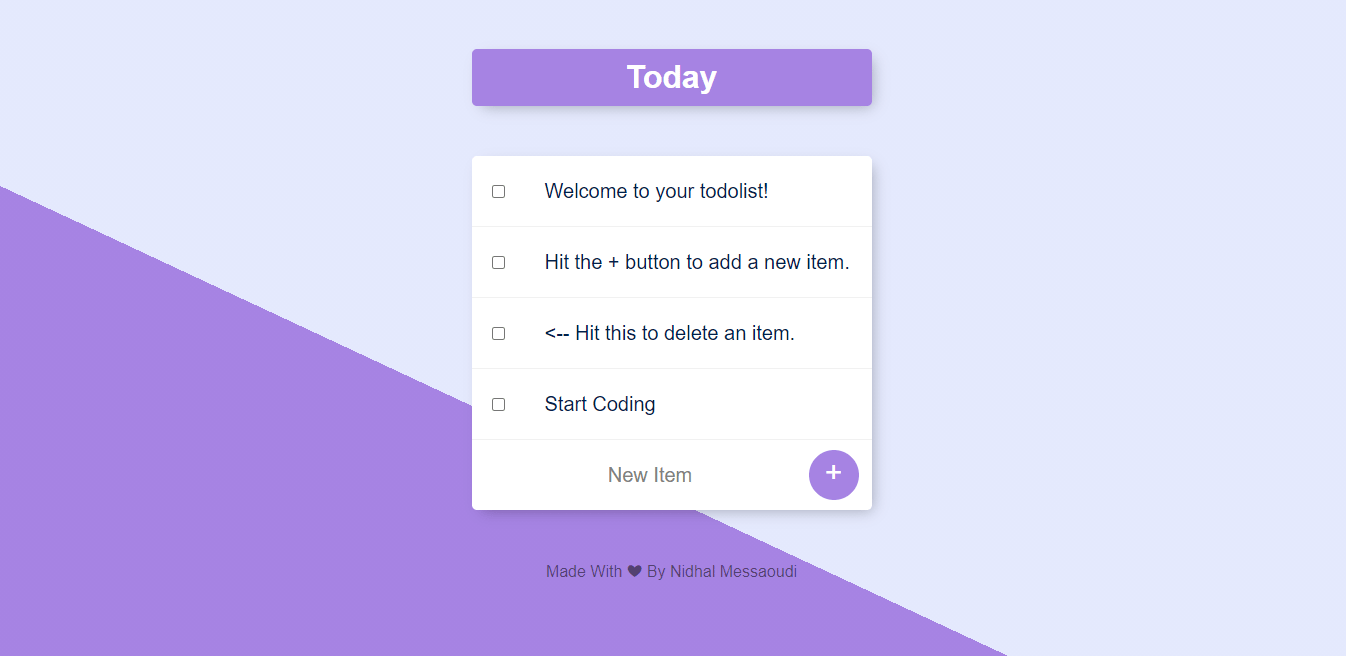 Today
Welcome to your todolist!
Hit the + button to add a new item.
<-- Hit this to delete an item.
Start Coding
New Item +
Made With ❤ By Nidhal Messaoudi